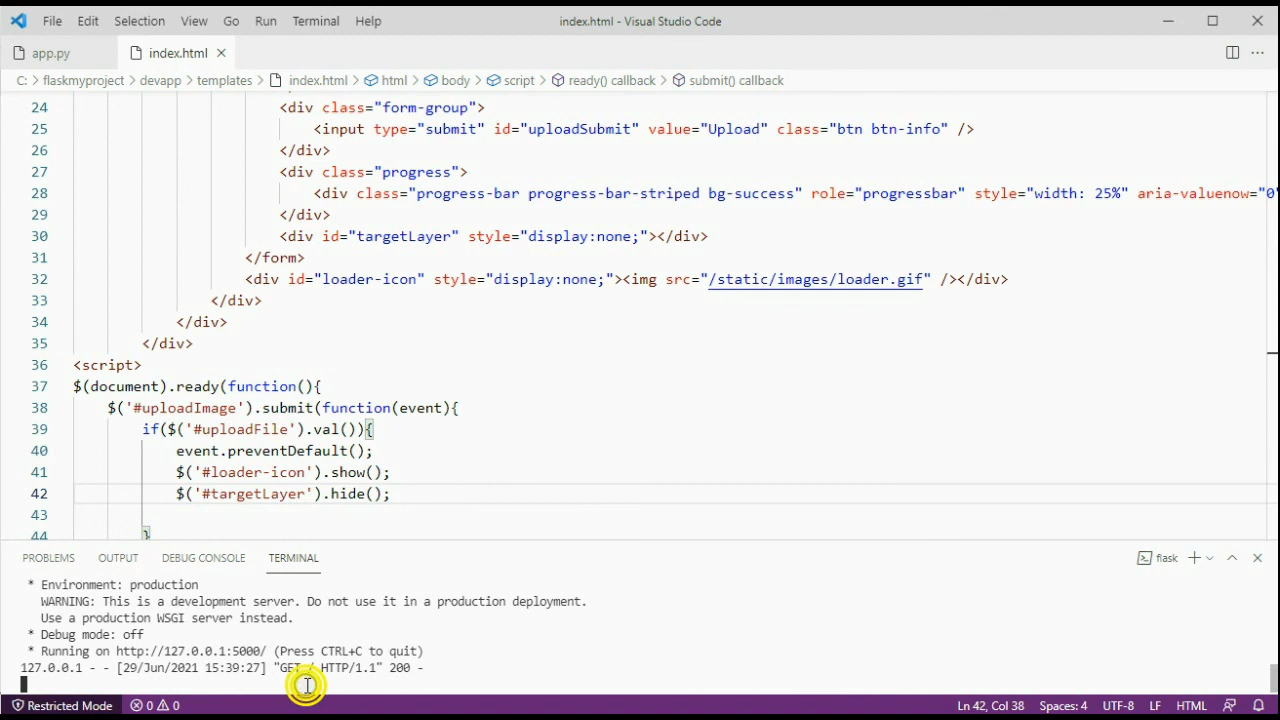 File Edit Selection View Go Run Terminal Help index.html - Visual Studio Code
app.py index.html
C: > flaskmyproject > devapp > templates > index.html > html > body > script > ready() callback > submit() callback
24 <div class="form-group">
25 <input type="submit" id="uploadSubmit" value="Upload" class="btn btn-info" />
26 </div>
27 <div class="progress">
28 <div class="progress-bar progress-bar-striped bg-success" role="progressbar" style="width: 25%" aria-valuenow="0"
29 </div>
30 <div id="targetLayer" style="display:none;"></div>
31 </form>
32 <div id="loader-icon" style="display:none;"><img src="/static/images/loader.gif" /></div>
33 </div>
34 </div>
35 </div>
36 <script>
37 $(document).ready(function(){
38 $('#uploadImage').submit(function(event){
39 if($('#uploadFile').val()){
40 event.preventDefault();
41 $('#loader-icon').show();
42 $('#targetLayer').hide();
43
44 }
PROBLEMS OUTPUT DEBUG CONSOLE TERMINAL flask
* Environment: production
WARNING: This is a development server. Do not use it in a production deployment.
Use a production WSGI server instead.
* Debug mode: off
* Running on http://127.0.0.1:5000/ (Press CTRL+C to quit)
127.0.0.1 - - [29/Jun/2021 15:39:27] "GET / HTTP/1.1" 200 -
Restricted Mode 0 0 Ln 42, Col 38 Spaces: 4 UTF-8 LF HTML